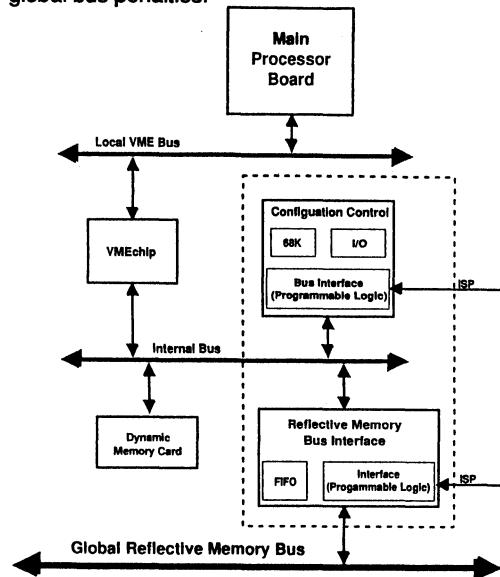 global bus penalties.
Main
Processor
Board
Local VME Bus
Configuation Control
68K
I/O
VMEchip
Bus Interface
(Programmable Logic)
ISP
Internal Bus
Dynamic
Memory Card
Reflective Memory
Bus Interface
FIFO
Interface
(Progammable Logic)
ISP
Global Reflective Memory Bus